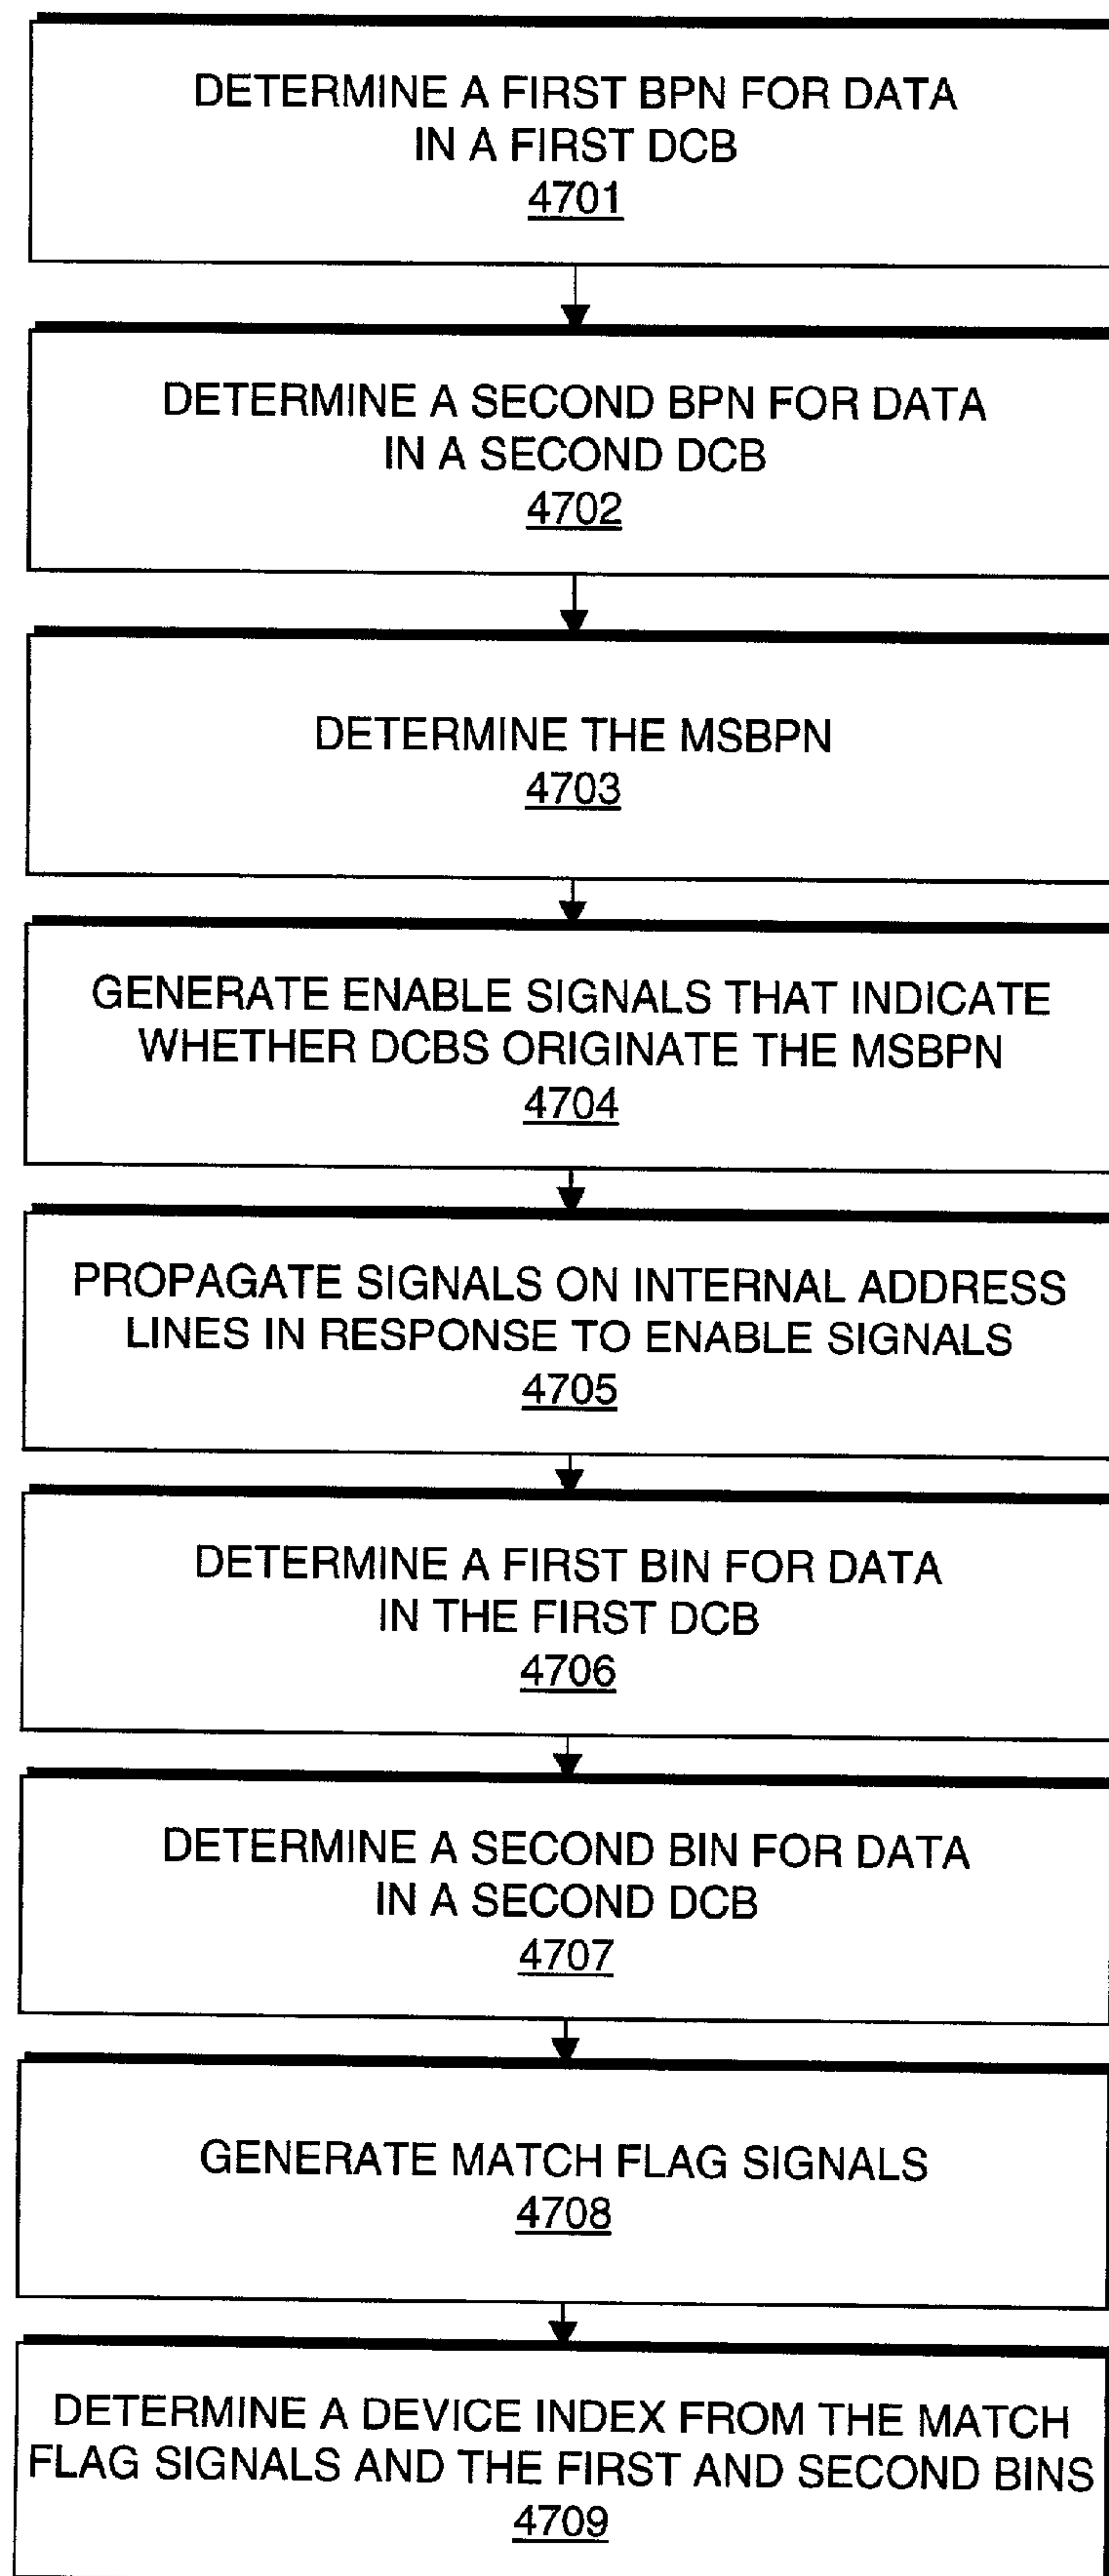 DETERMINE A FIRST BPN FOR DATA
IN A FIRST DCB
4701
DETERMINE A SECOND BPN FOR DATA
IN A SECOND DCB
4702
DETERMINE THE MSBPN
4703
GENERATE ENABLE SIGNALS THAT INDICATE
WHETHER DCBS ORIGINATE THE MSBPN
4704
PROPAGATE SIGNALS ON INTERNAL ADDRESS
LINES IN RESPONSE TO ENABLE SIGNALS
4705
DETERMINE A FIRST BIN FOR DATA
IN THE FIRST DCB
4706
DETERMINE A SECOND BIN FOR DATA
IN A SECOND DCB
4707
GENERATE MATCH FLAG SIGNALS
4708
DETERMINE A DEVICE INDEX FROM THE MATCH
FLAG SIGNALS AND THE FIRST AND SECOND BINS
4709